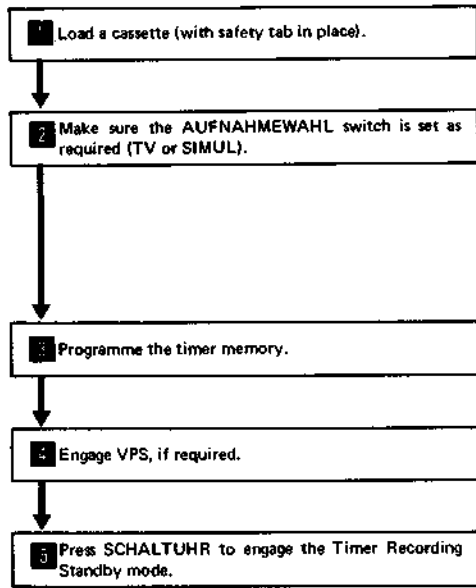 1 Load a cassette (with safety tab in place).
2 Make sure the AUFNAHMEWAHL switch is set as
required (TV or SIMUL).
3 Programme the timer memory.
4 Engage VPS, if required.
5 Press SCHALTUHR to engage the Timer Recording
Standby mode.